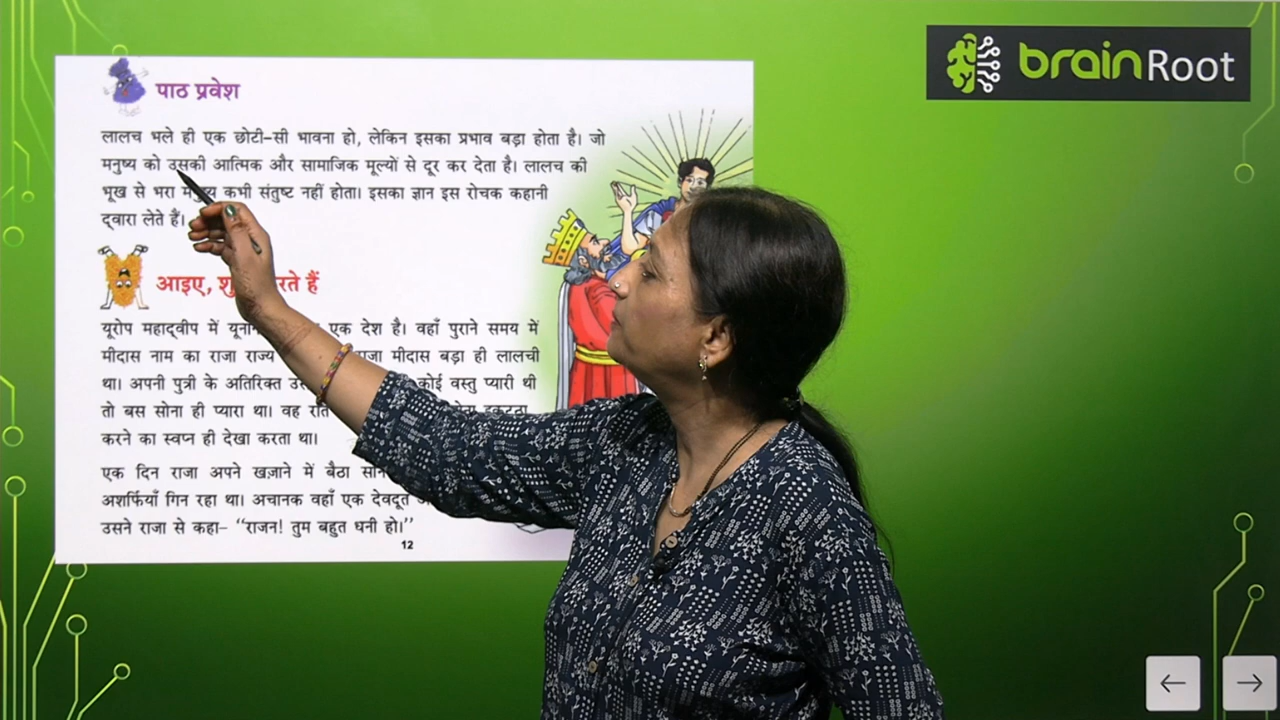 brainRoot
पाठ प्रवेश
लालच भले ही एक छोटी-सी भावना हो, लेकिन इसका प्रभाव बड़ा होता है। जो
मनुष्य को उसकी आत्मिक और सामाजिक मूल्यों से दूर कर देता है। लालच की
भूख से भरा कभी संतुष्ट नहीं होता। इसका ज्ञान इस रोचक कहानी
द्वारा लेते हैं।
आइए, हैं
यूरोप महाद्वीप में एक देश है। वहाँ पुराने समय में
मीदास नाम का राजा राज्य मीदास बड़ा ही लालची
था। अपनी पुत्री के अतिरिक्त कोई वस्तु प्यारी थी
तो बस सोना ही प्यारा था। वह
करने का स्वप्न ही देखा करता था।
एक दिन राजा अपने खज़ाने में बैठा
अशर्फियाँ गिन रहा था। अचानक वहाँ एक देवदूत
उसने राजा से कहा– “राजन! तुम बहुत धनी हो।”
12